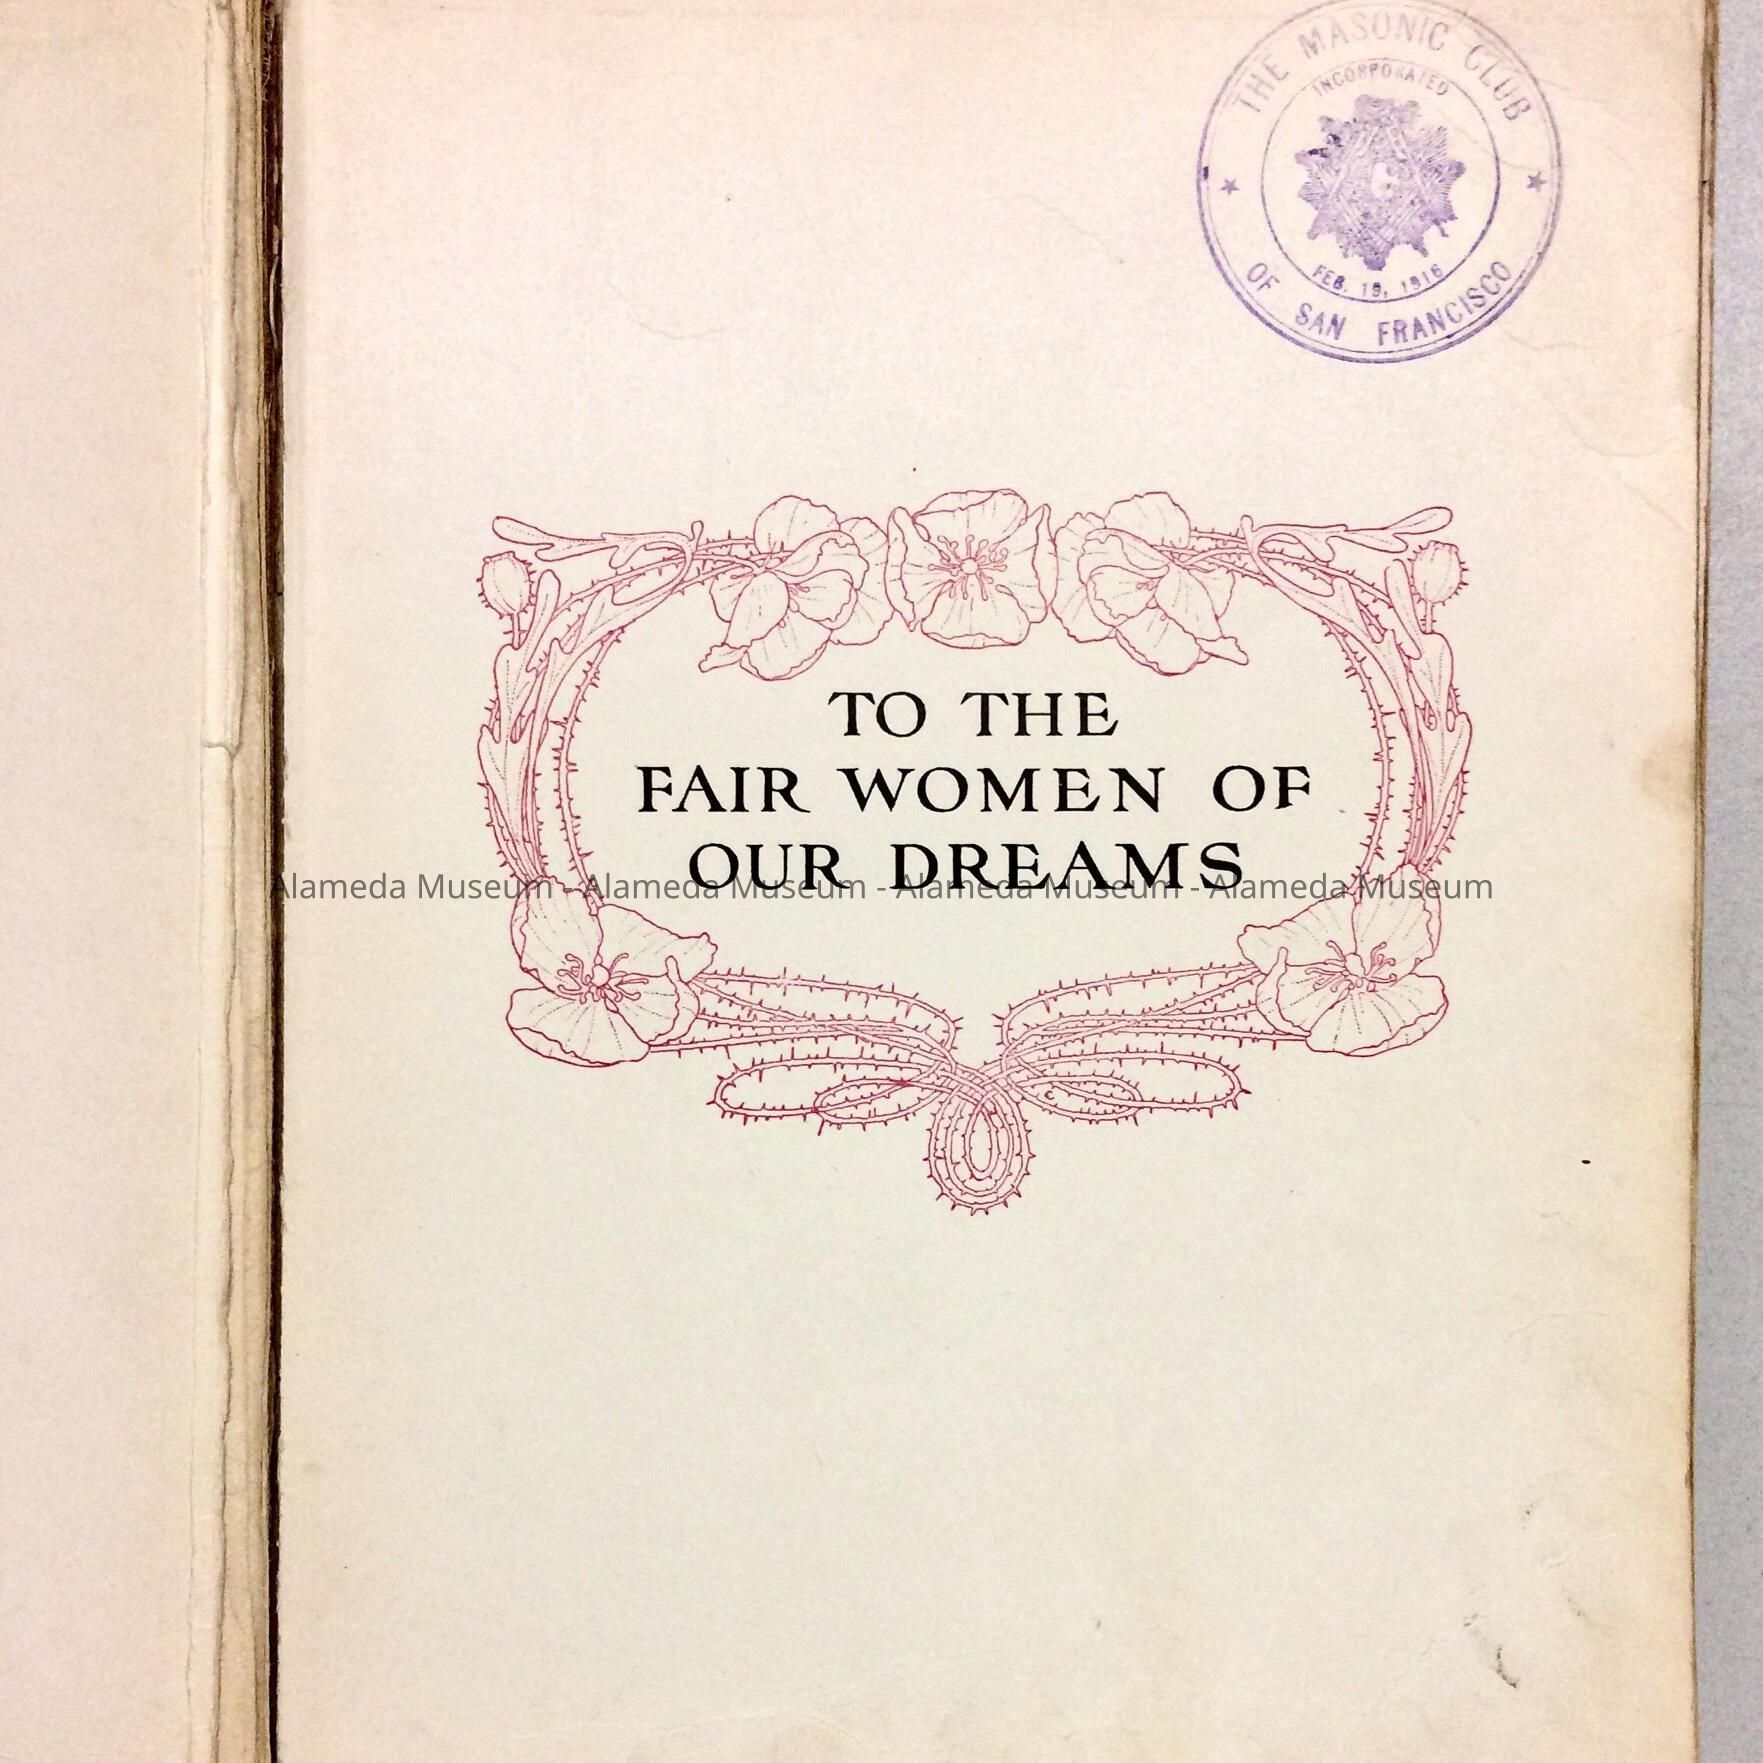 THE MASONIC CLUB
INCORPORATED
G
FEB. 19, 1916
OF SAN FRANCISCO
TO THE
FAIR WOMEN OF
OUR DREAMS
Alameda Museum - Alameda Museum - Alameda Museum - Alameda Museum